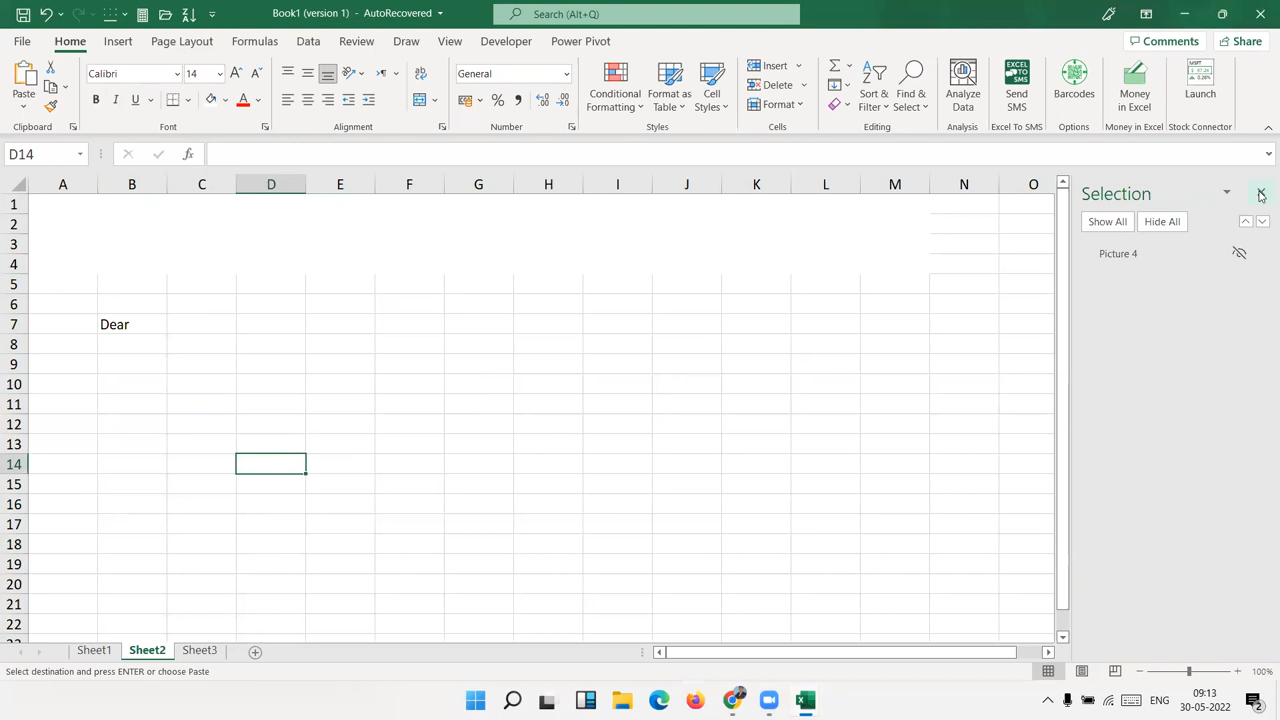 Book1 (version 1) - AutoRecovered
Search (Alt+Q)
File Home Insert Page Layout Formulas Data Review Draw View Developer Power Pivot Comments Share
Paste Calibri 14 B I U A General % , Conditional Formatting Format as Table Cell Styles Insert Delete Format Sort & Filter Find & Select Analyze Data Send SMS Barcodes Money in Excel Launch
Clipboard Font Alignment Number Styles Cells Editing Analysis Excel To SMS Options Money in Excel Stock Connector
D14 fx
A B C D E F G H I J K L M N O
Selection
Show All Hide All
Picture 4
1
2
3
4
5
6
7 Dear
8
9
10
11
12
13
14
15
16
17
18
19
20
21
22
Sheet1 Sheet2 Sheet3
Select destination and press ENTER or choose Paste 100%
ENG 09:13
30-05-2022 2